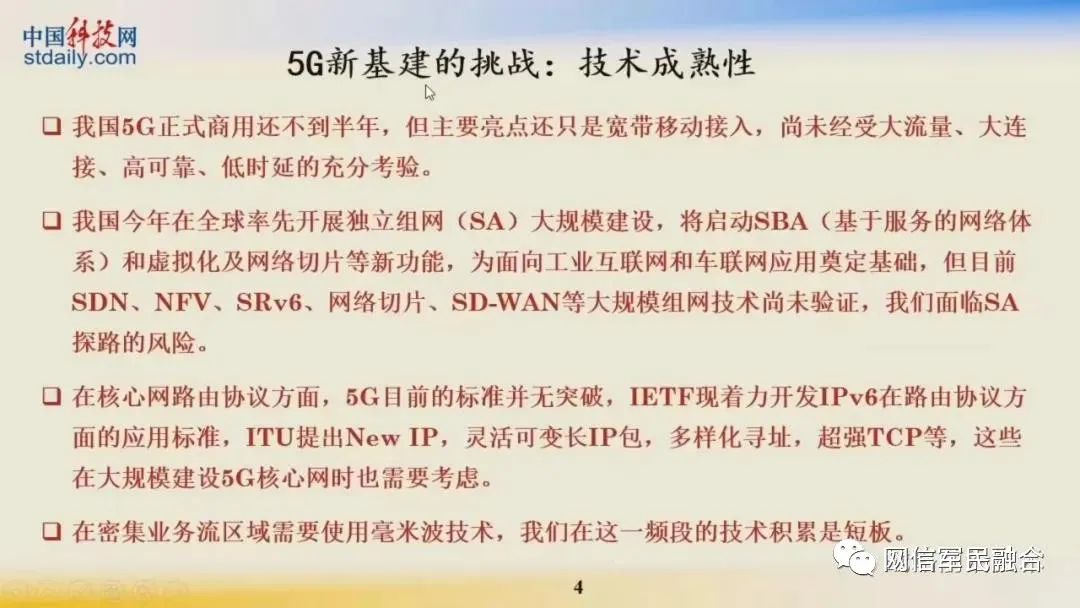 中国科技网
stdaily.com
5G新基建的挑战：技术成熟性
我国5G正式商用还不到半年，但主要亮点还只是宽带移动接入，尚未经受大流量、大连
接、高可靠、低时延的充分考验。
我国今年在全球率先开展独立组网（SA）大规模建设，将启动SBA（基于服务的网络体
系）和虚拟化及网络切片等新功能，为面向工业互联网和车联网应用奠定基础，但目前
SDN、NFV、SRv6、网络切片、SD-WAN等大规模组网技术尚未验证，我们面临SA
探路的风险。
在核心网路由协议方面，5G目前的标准并无突破，IETF现着力开发IPv6在路由协议方
面的应用标准，ITU提出New IP，灵活可变长IP包，多样化寻址，超强TCP等，这些
在大规模建设5G核心网时也需要考虑。
在密集业务流区域需要使用毫米波技术，我们在这一频段的技术积累是短板。
网信军民融合
4